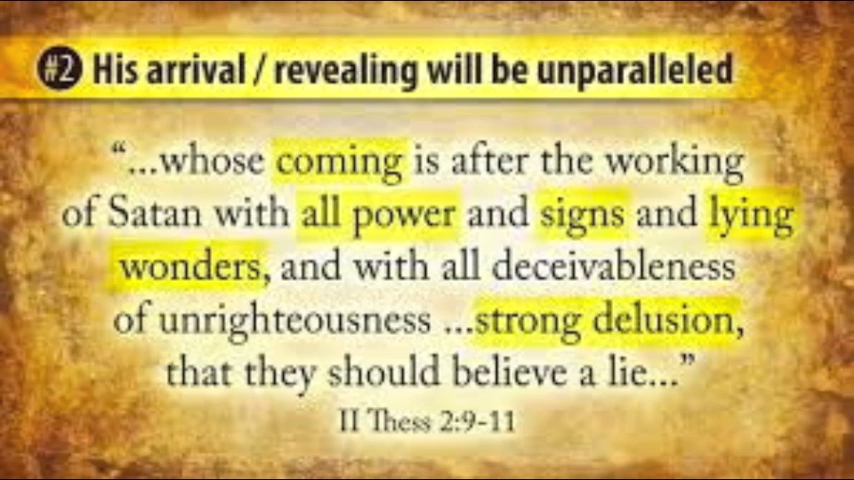 #2 His arrival / revealing will be unparalleled
“...whose coming is after the working
of Satan with all power and signs and lying
wonders, and with all deceivableness
of unrighteousness ...strong delusion,
that they should believe a lie...”
II Thess 2:9-11